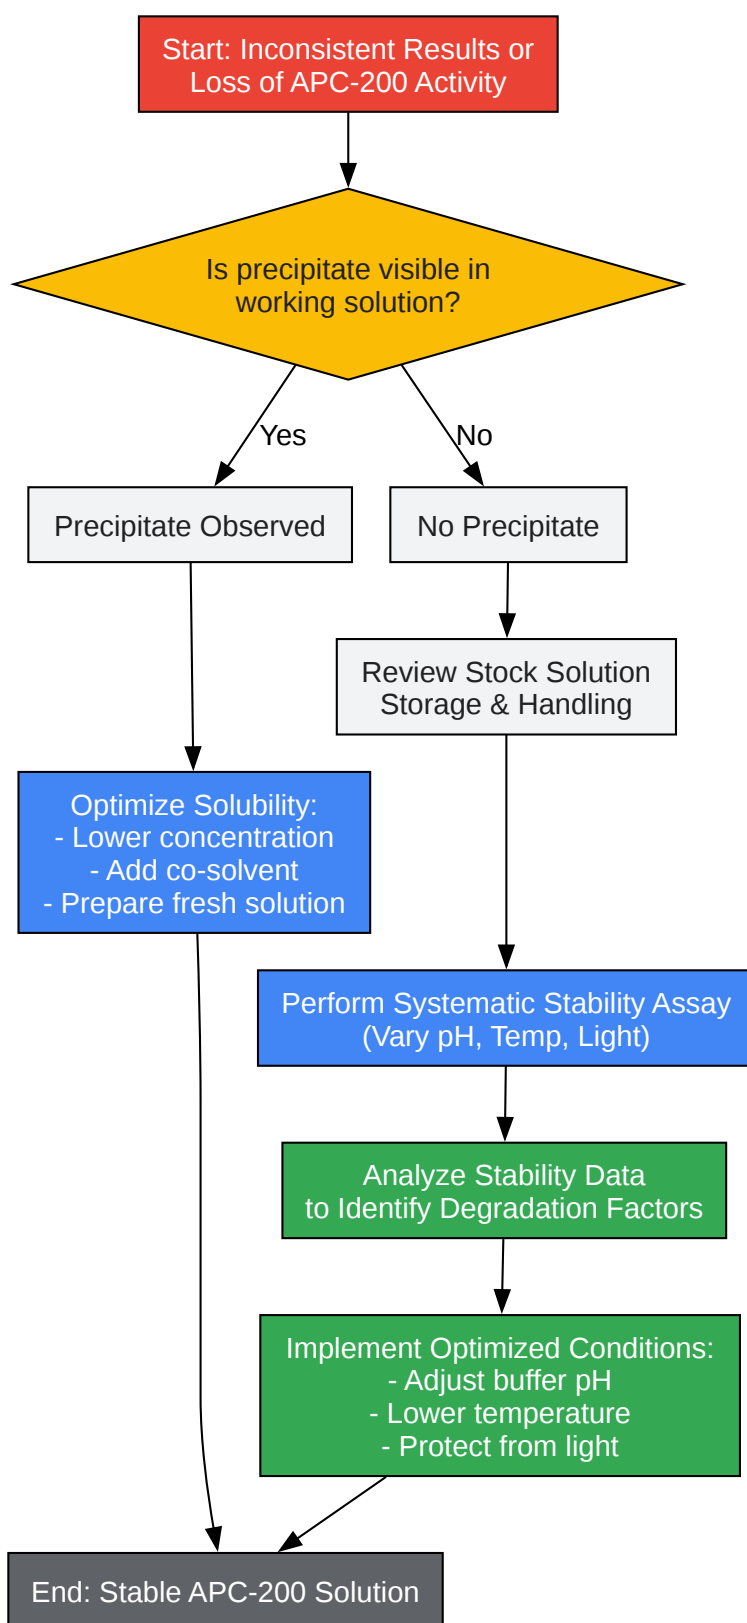 Start: Inconsistent Results or
Loss of APC-200 Activity
Is precipitate visible in
working solution?
Yes
No
Precipitate Observed
No Precipitate
Review Stock Solution
Storage & Handling
Optimize Solubility:
- Lower concentration
- Add co-solvent
- Prepare fresh solution
Perform Systematic Stability Assay
(Vary pH, Temp, Light)
Analyze Stability Data
to Identify Degradation Factors
Implement Optimized Conditions:
- Adjust buffer pH
- Lower temperature
- Protect from light
End: Stable APC-200 Solution